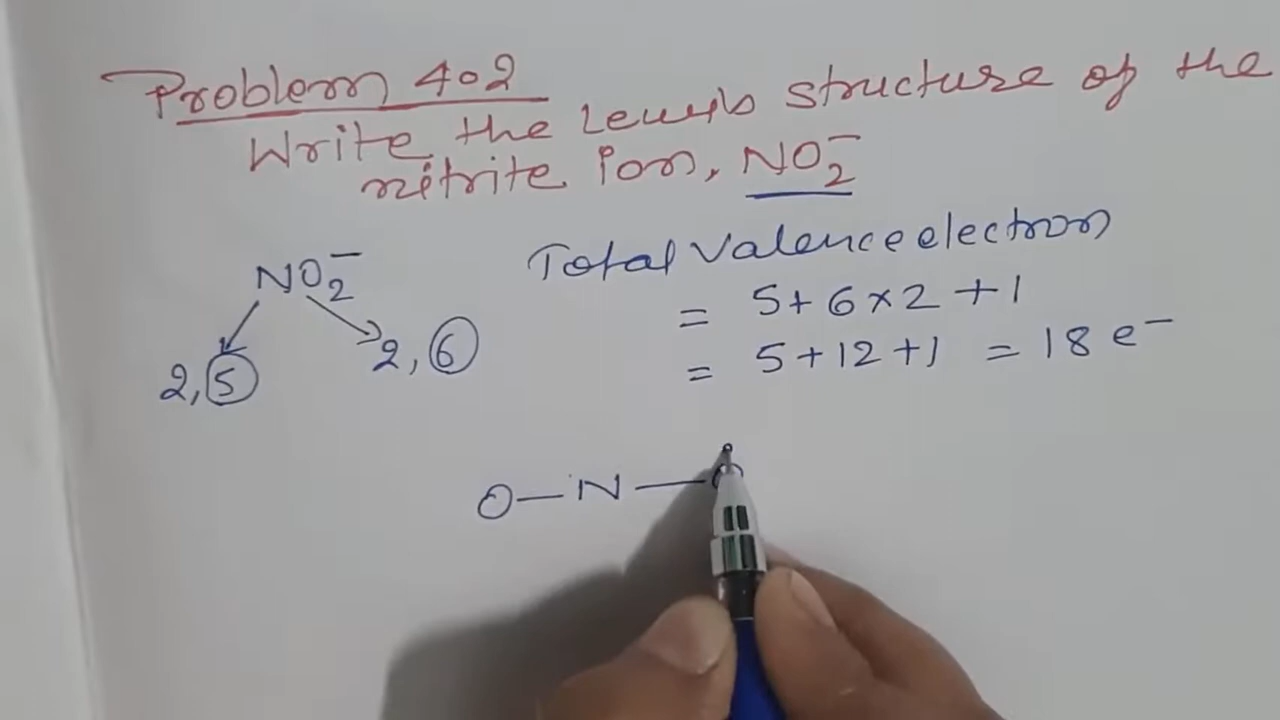 Problem 4.2
Write the Lewis structure of the
nitrite ion, NO₂⁻
NO₂⁻
2,5
2,6
Total Valence electron
= 5+6×2+1
= 5+12+1 = 18 e⁻
O—N—O